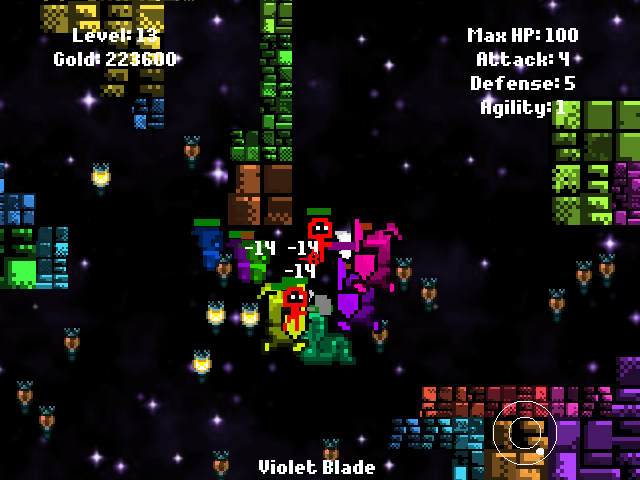 Level: 13
Gold: 223600
Max HP: 100
Attack: 4
Defense: 5
Agility: 1
-14 -14
-14
Violet Blade